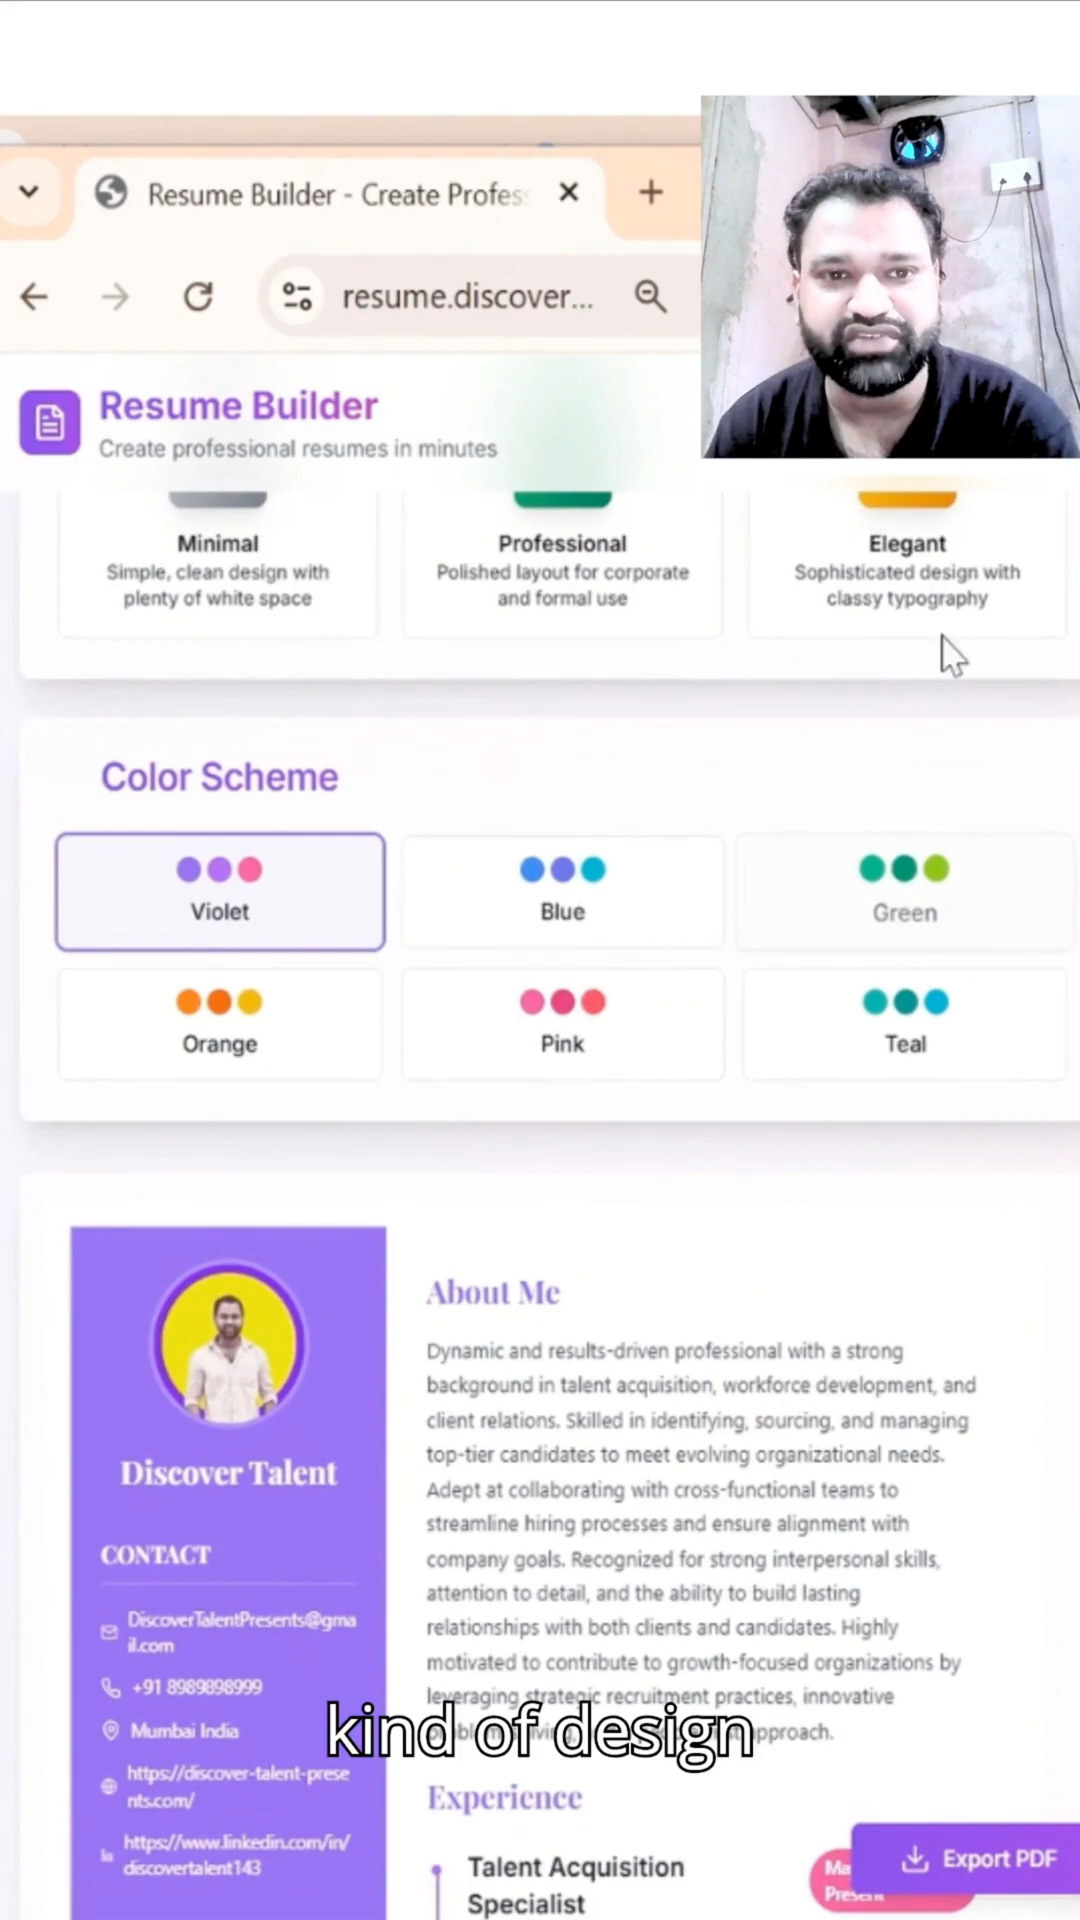 Resume Builder - Create Profes
resume.discover...
Resume Builder
Create professional resumes in minutes
Minimal
Simple, clean design with
plenty of white space
Professional
Polished layout for corporate
and formal use
Elegant
Sophisticated design with
classy typography
Color Scheme
Violet
Blue
Green
Orange
Pink
Teal
Discover Talent
CONTACT
DiscoverTalentPresents@gma
il.com
+91 8989898999
Mumbai India
https://discover-talent-prese
nts.com/
https://www.linkedin.com/in/
discovertalent143
About Me
Dynamic and results-driven professional with a strong
background in talent acquisition, workforce development, and
client relations. Skilled in identifying, sourcing, and managing
top-tier candidates to meet evolving organizational needs.
Adept at collaborating with cross-functional teams to
streamline hiring processes and ensure alignment with
company goals. Recognized for strong interpersonal skills,
attention to detail, and the ability to build lasting
relationships with both clients and candidates. Highly
motivated to contribute to growth-focused organizations by
leveraging strategic recruitment practices, innovative
approach.
kind of design
Experience
Talent Acquisition
Specialist
Present
Export PDF